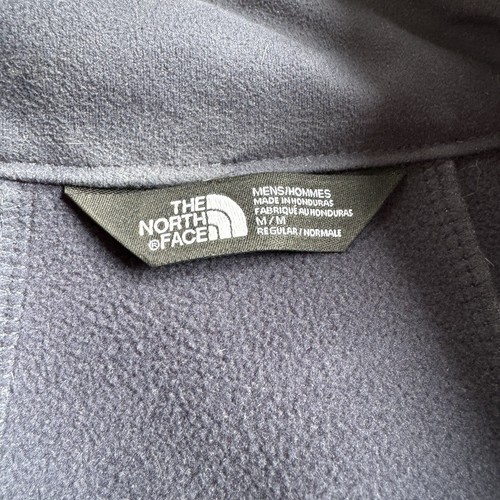 THE
NORTH
®FACE
MENS/HOMMES
MADE IN HONDURAS
FABRIQUÉ AU HONDURAS
M/M
REGULAR/NORMALE